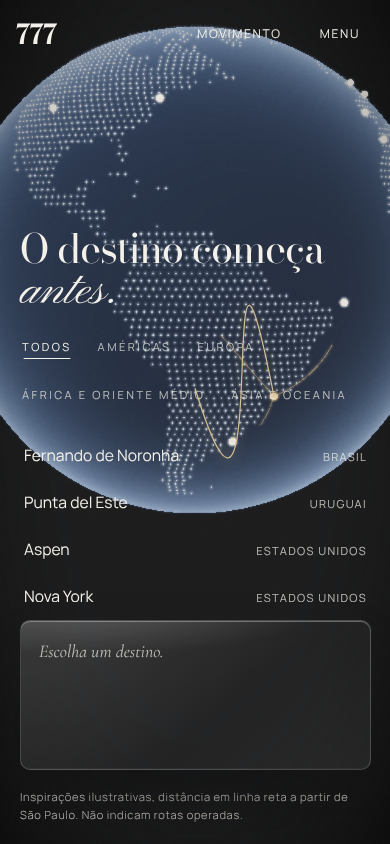 777
MOVIMENTO MENU
O destino começa
antes.
TODOS AMÉRICAS EUROPA
ÁFRICA E ORIENTE MÉDIO ÁSIA E OCEANIA
Fernando de Noronha BRASIL
Punta del Este URUGUAI
Aspen ESTADOS UNIDOS
Nova York ESTADOS UNIDOS
Escolha um destino.
Inspirações ilustrativas, distância em linha reta a partir de
São Paulo. Não indicam rotas operadas.